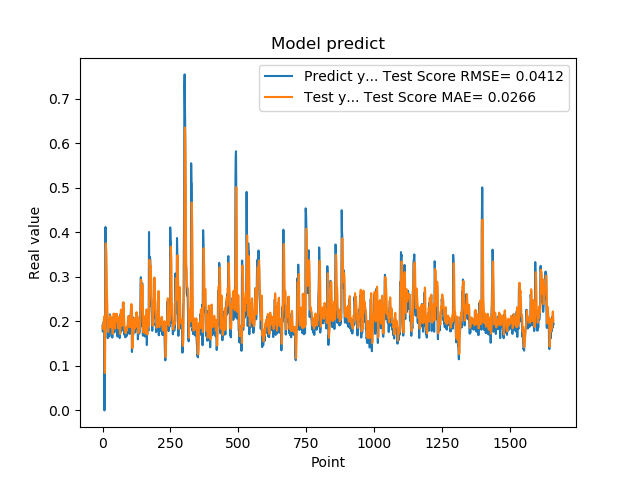 Model predict
Predict y... Test Score RMSE= 0.0412
Test y... Test Score MAE= 0.0266
Real value
0.7
0.6
0.5
0.4
0.3
0.2
0.1
0.0
0 250 500 750 1000 1250 1500
Point